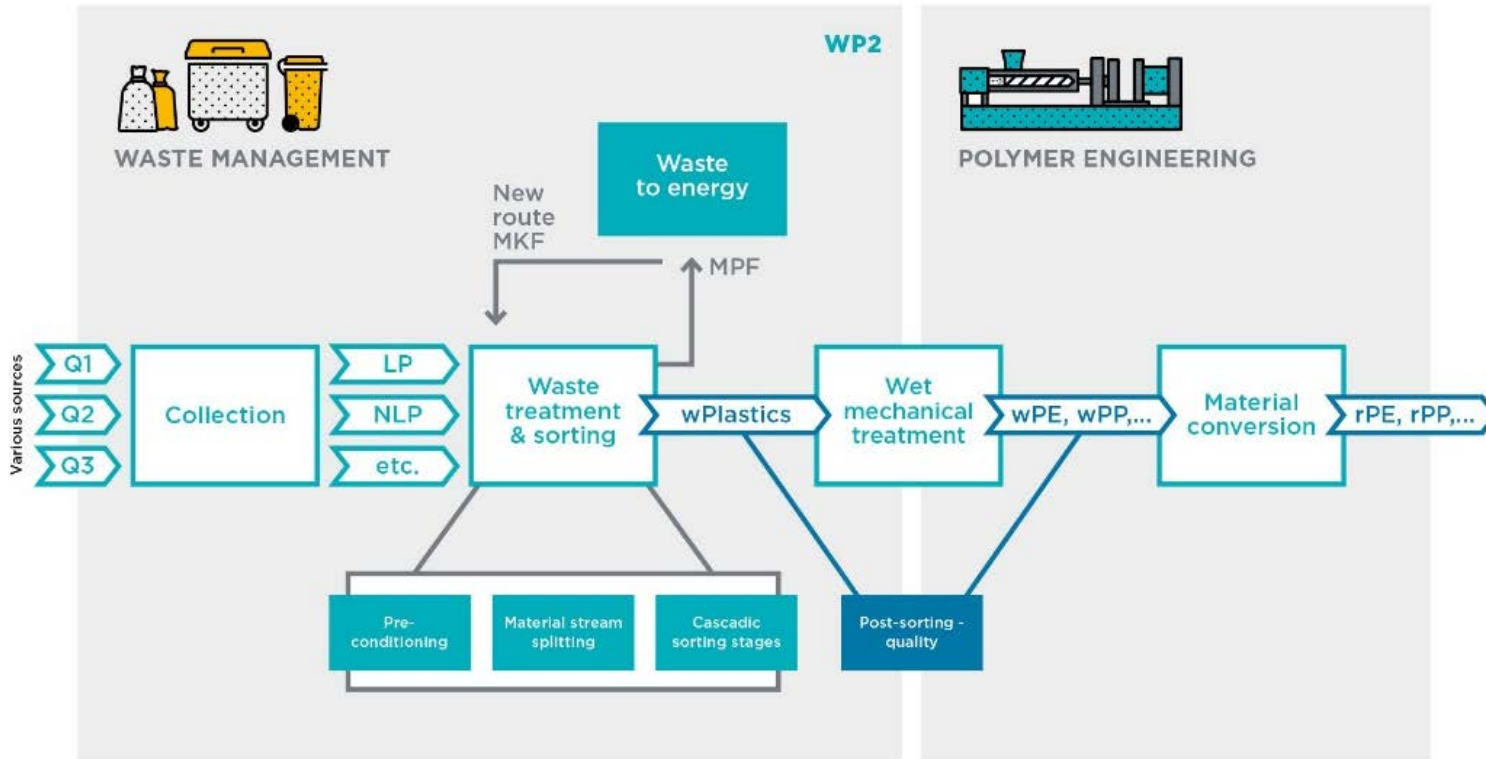 WP2
WASTE MANAGEMENT
POLYMER ENGINEERING
Waste
to energy
New
route
MKF
MPF
Various sources
Q1
Q2
Q3
Collection
LP
NLP
etc.
Waste
treatment
& sorting
wPlastics
Wet
mechanical
treatment
wPE, wPP,...
Material
conversion
rPE, rPP,...
Pre-
conditioning
Material stream
splitting
Cascadic
sorting stages
Post-sorting -
quality